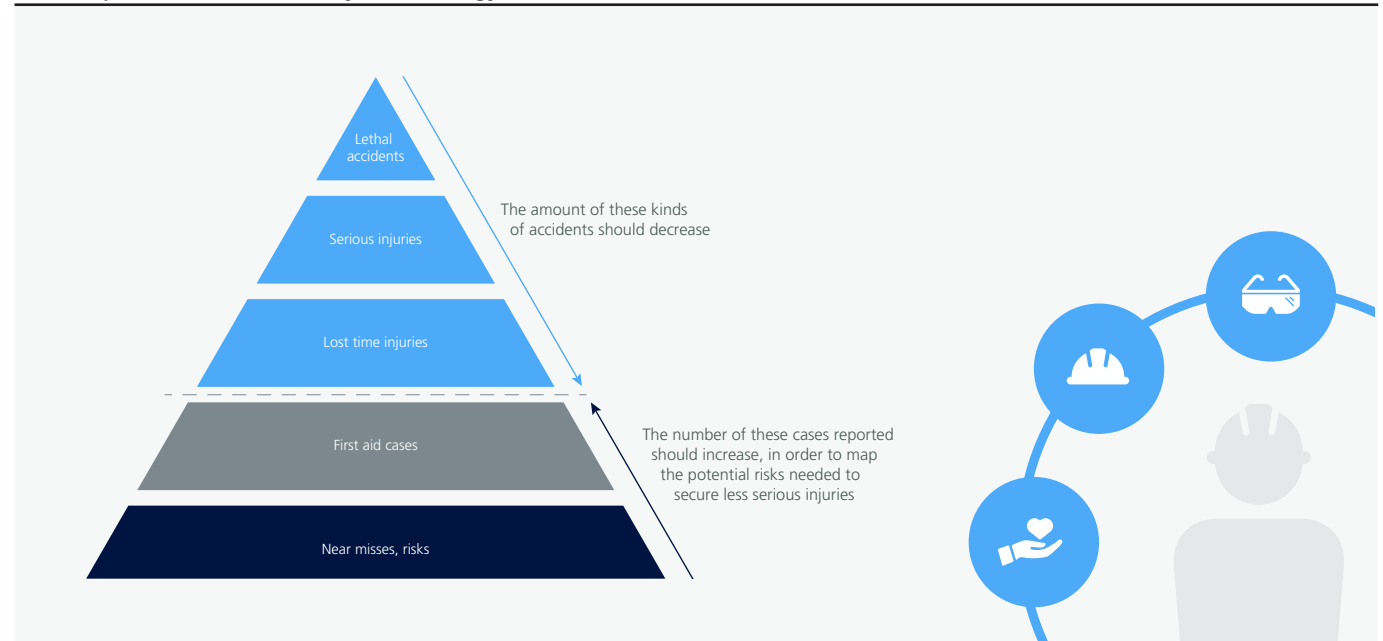 Lethal
accidents
Serious injuries
The amount of these kinds
of accidents should decrease
Lost time injuries
First aid cases
The number of these cases reported
should increase, in order to map
the potential risks needed to
secure less serious injuries
Near misses, risks